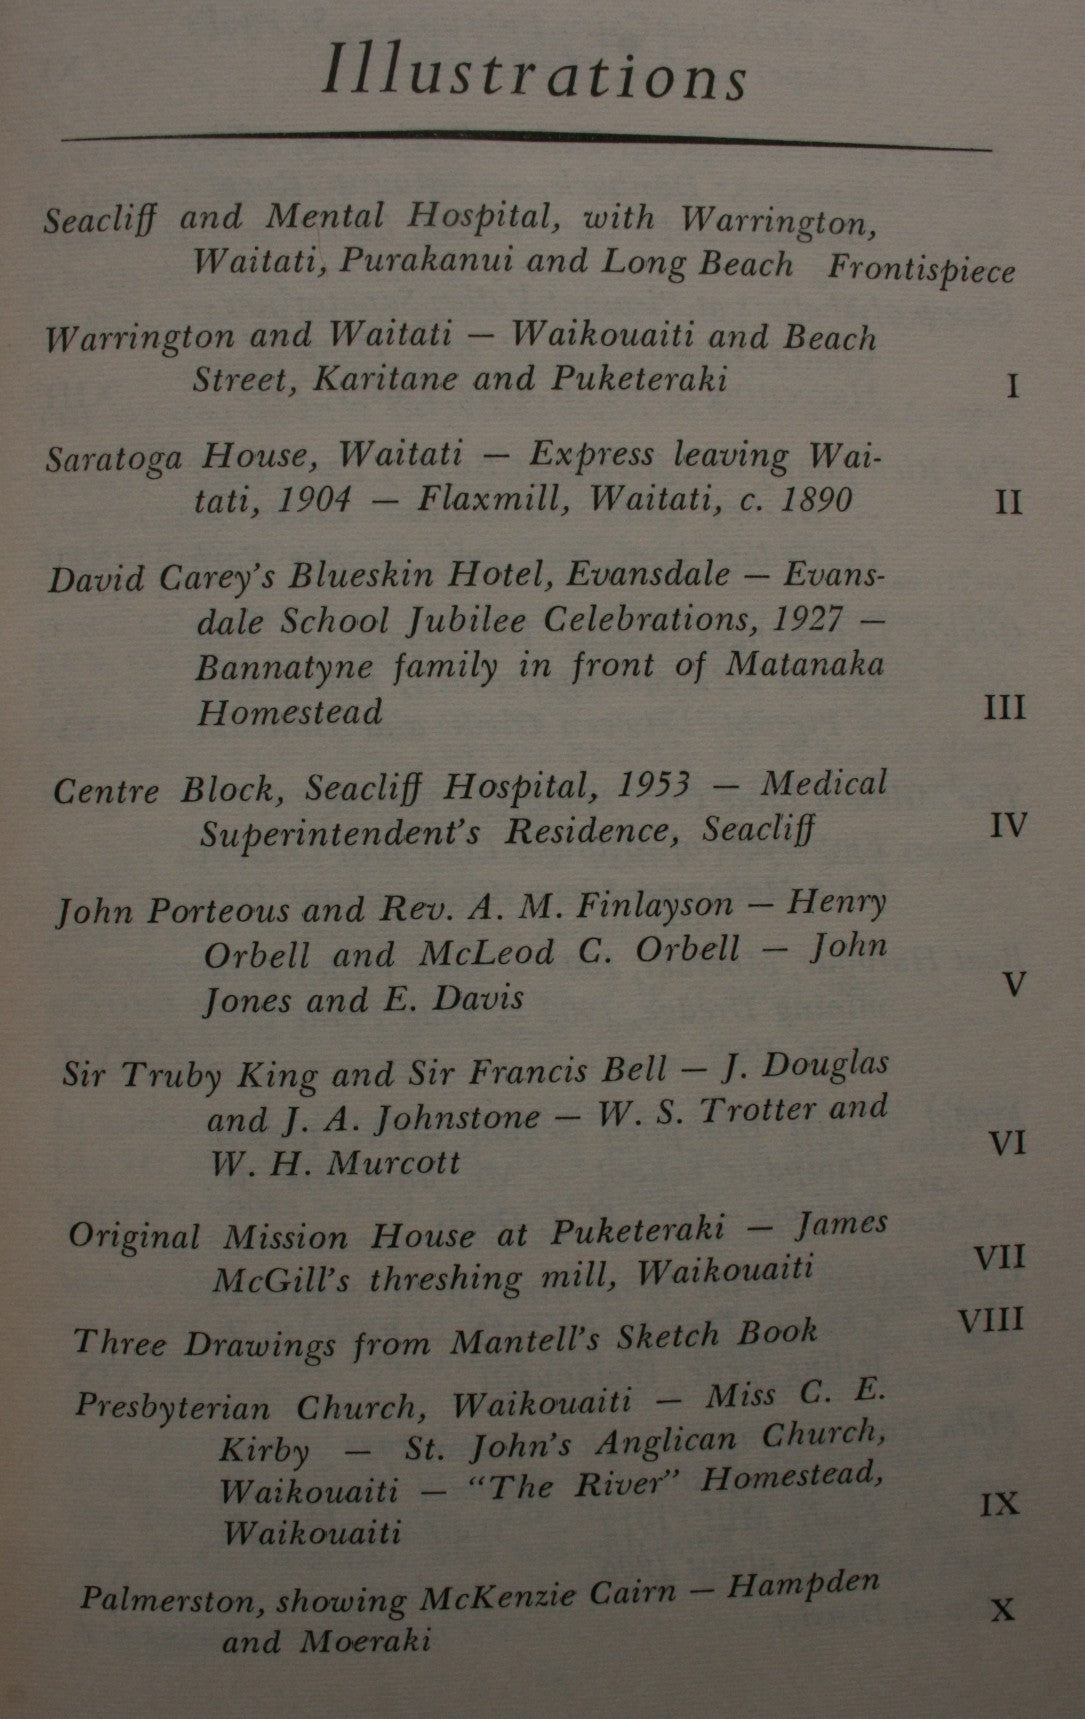 Illustrations
Seacliff and Mental Hospital, with Warrington,
Waitati, Purakanui and Long Beach Frontispiece
Warrington and Waitati — Waikouaiti and Beach
Street, Karitane and Puketeraki I
Saratoga House, Waitati — Express leaving Wai-
tati, 1904 — Flaxmill, Waitati, c. 1890 II
David Carey's Blueskin Hotel, Evansdale — Evans-
dale School Jubilee Celebrations, 1927 —
Bannatyne family in front of Matanaka
Homestead III
Centre Block, Seacliff Hospital, 1953 — Medical
Superintendent's Residence, Seacliff IV
John Porteous and Rev. A. M. Finlayson — Henry
Orbell and McLeod C. Orbell — John
Jones and E. Davis V
Sir Truby King and Sir Francis Bell — J. Douglas
and J. A. Johnstone — W. S. Trotter and
W. H. Murcott VI
Original Mission House at Puketeraki — James
McGill's threshing mill, Waikouaiti VII
Three Drawings from Mantell's Sketch Book VIII
Presbyterian Church, Waikouaiti — Miss C. E.
Kirby — St. John's Anglican Church,
Waikouaiti — "The River" Homestead,
Waikouaiti IX
Palmerston, showing McKenzie Cairn — Hampden
and Moeraki X